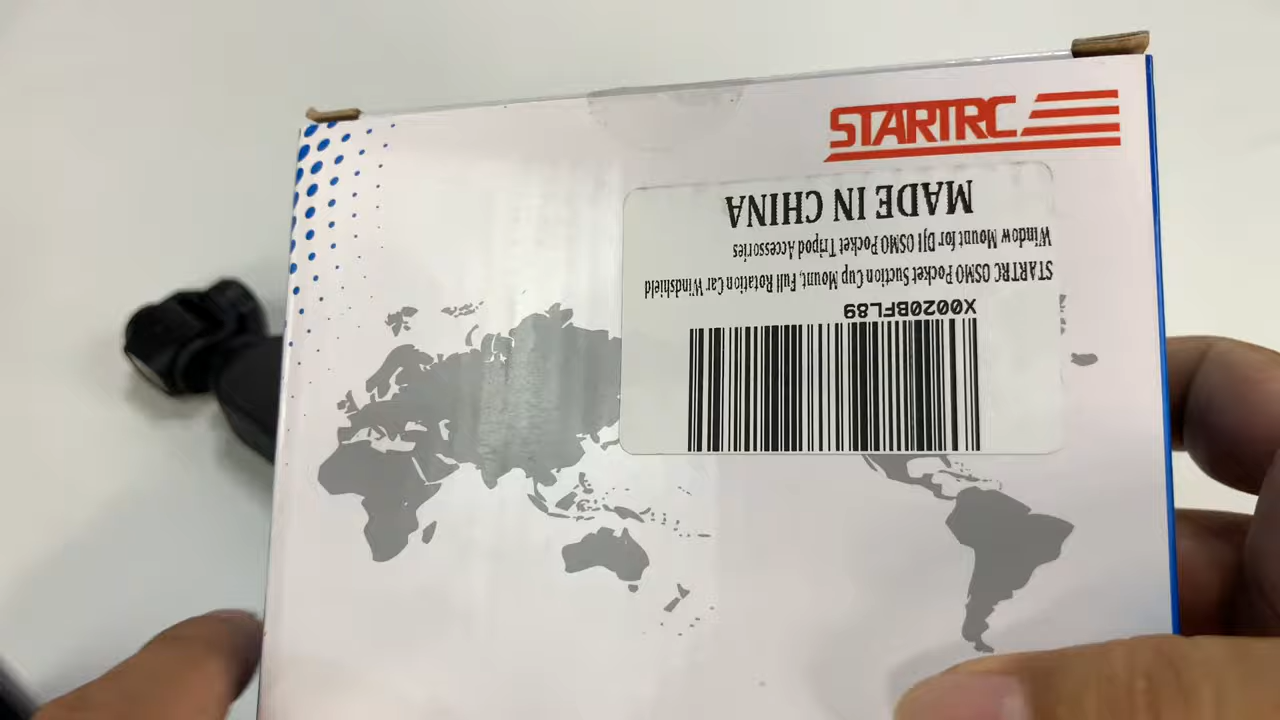 STARTRC
X0020BFL89
STARTRC OSMO Pocket Suction Cup Mount, Full Rotation Car Windshield
Window Mount for DJI OSMO Pocket Tripod Accessories
MADE IN CHINA